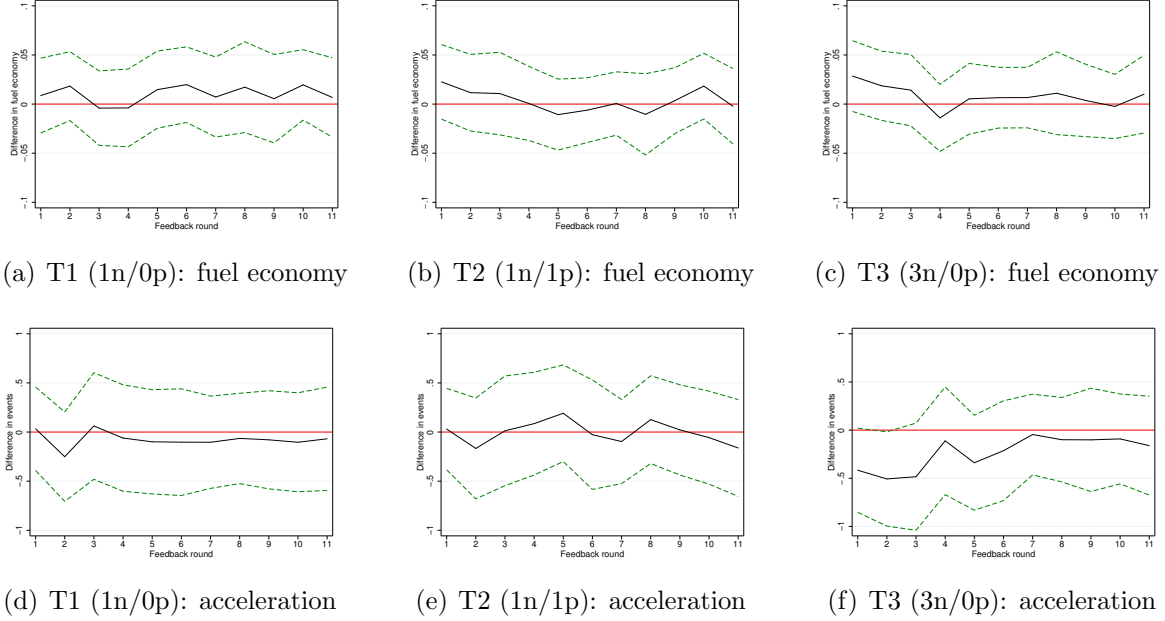 .1
.05
0
-.05
-.1
Difference in fuel economy
1 2 3 4 5 6 7 8 9 10 11
Feedback round
(a) T1 (1n/0p): fuel economy
.1
.05
0
-.05
-.1
Difference in fuel economy
1 2 3 4 5 6 7 8 9 10 11
Feedback round
(b) T2 (1n/1p): fuel economy
.1
.05
0
-.05
-.1
Difference in fuel economy
1 2 3 4 5 6 7 8 9 10 11
Feedback round
(c) T3 (3n/0p): fuel economy
1
.5
0
-.5
-1
Difference in events
1 2 3 4 5 6 7 8 9 10 11
Feedback round
(d) T1 (1n/0p): acceleration
1
.5
0
-.5
-1
Difference in events
1 2 3 4 5 6 7 8 9 10 11
Feedback round
(e) T2 (1n/1p): acceleration
1
.5
0
-.5
-1
Difference in events
1 2 3 4 5 6 7 8 9 10 11
Feedback round
(f) T3 (3n/0p): acceleration